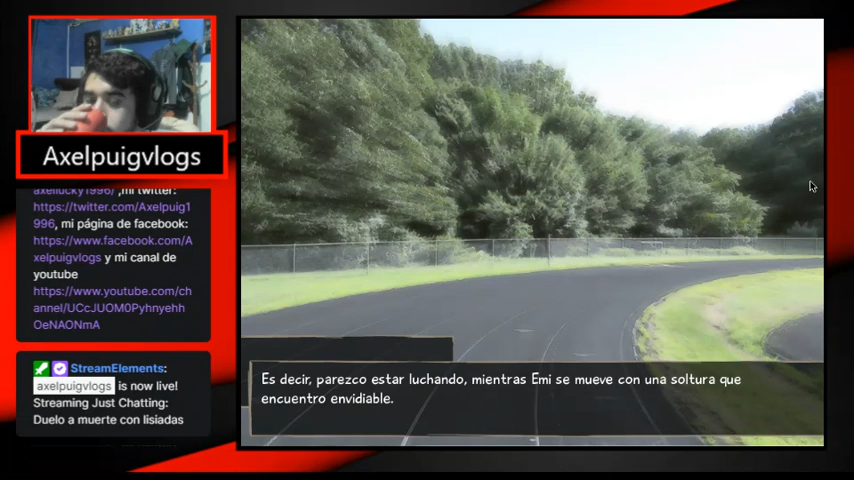 Axelpuigvlogs
axellucky1996/ ,mi twitter:
https://twitter.com/Axelpuig1
996, mi página de facebook:
https://www.facebook.com/A
xelpuigvlogs y mi canal de
youtube
https://www.youtube.com/ch
annel/UCcJUOM0Pyhnyehh
OeNAONmA
StreamElements:
axelpuigvlogs is now live!
Streaming Just Chatting:
Duelo a muerte con lisiadas
Es decir, parezco estar luchando, mientras Emi se mueve con una soltura que
encuentro envidiable.